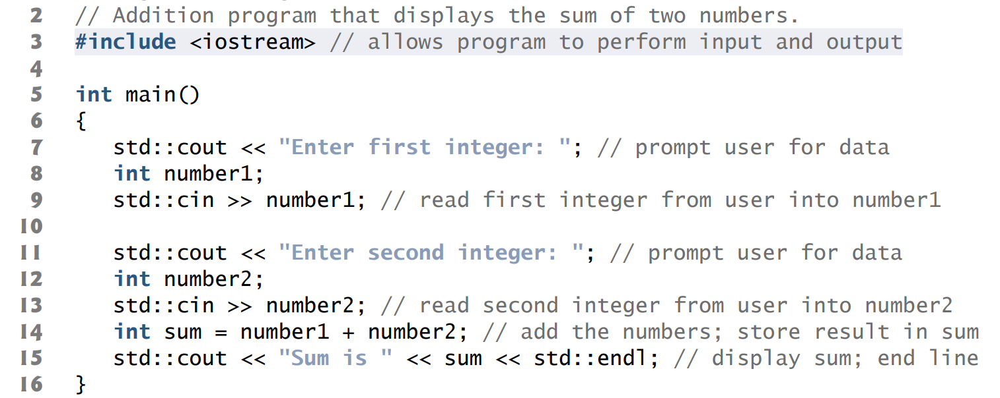 2 // Addition program that displays the sum of two numbers.
3 #include <iostream> // allows program to perform input and output
4
5 int main()
6 {
7    std::cout << "Enter first integer: "; // prompt user for data
8    int number1;
9    std::cin >> number1; // read first integer from user into number1
10
11    std::cout << "Enter second integer: "; // prompt user for data
12    int number2;
13    std::cin >> number2; // read second integer from user into number2
14    int sum = number1 + number2; // add the numbers; store result in sum
15    std::cout << "Sum is " << sum << std::endl; // display sum; end line
16 }